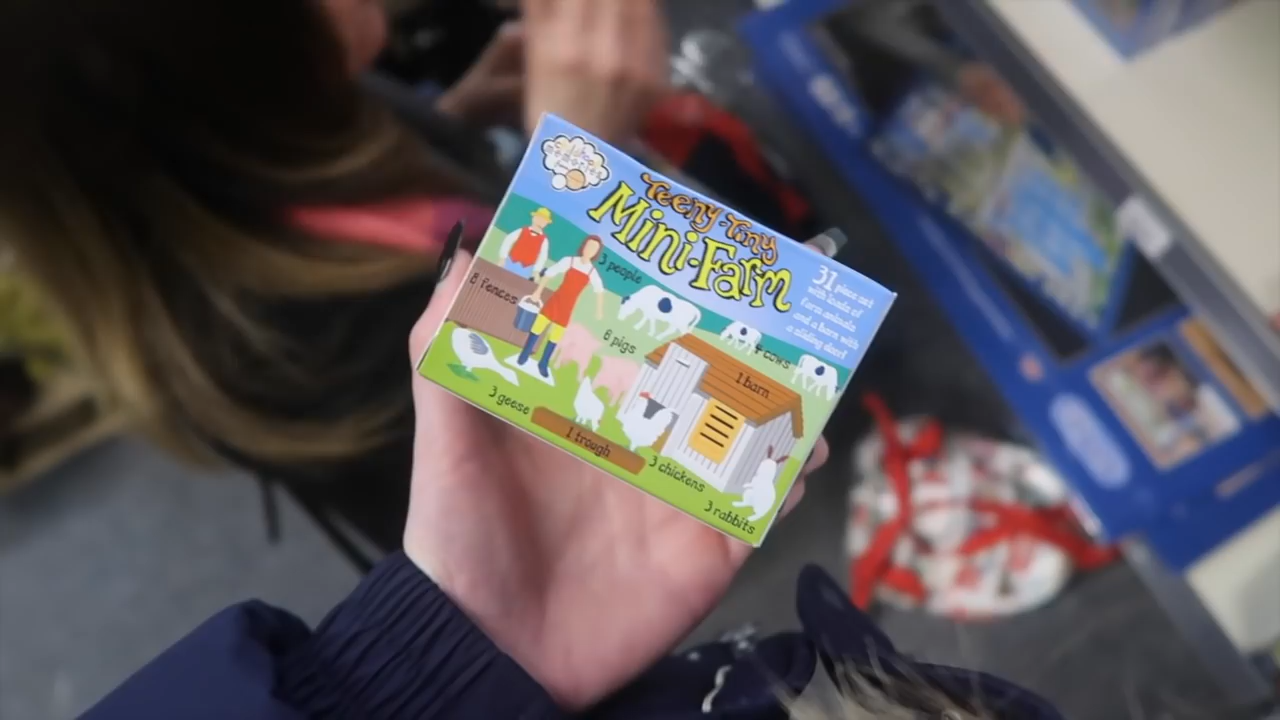 Teeny-Tiny
Mini-Farm
31 piece set
with loads of
farm animals
and a barn with
a sliding door!
3 people
8 fences
6 pigs
4 cows
1 barn
3 geese
1 trough
3 chickens
3 rabbits